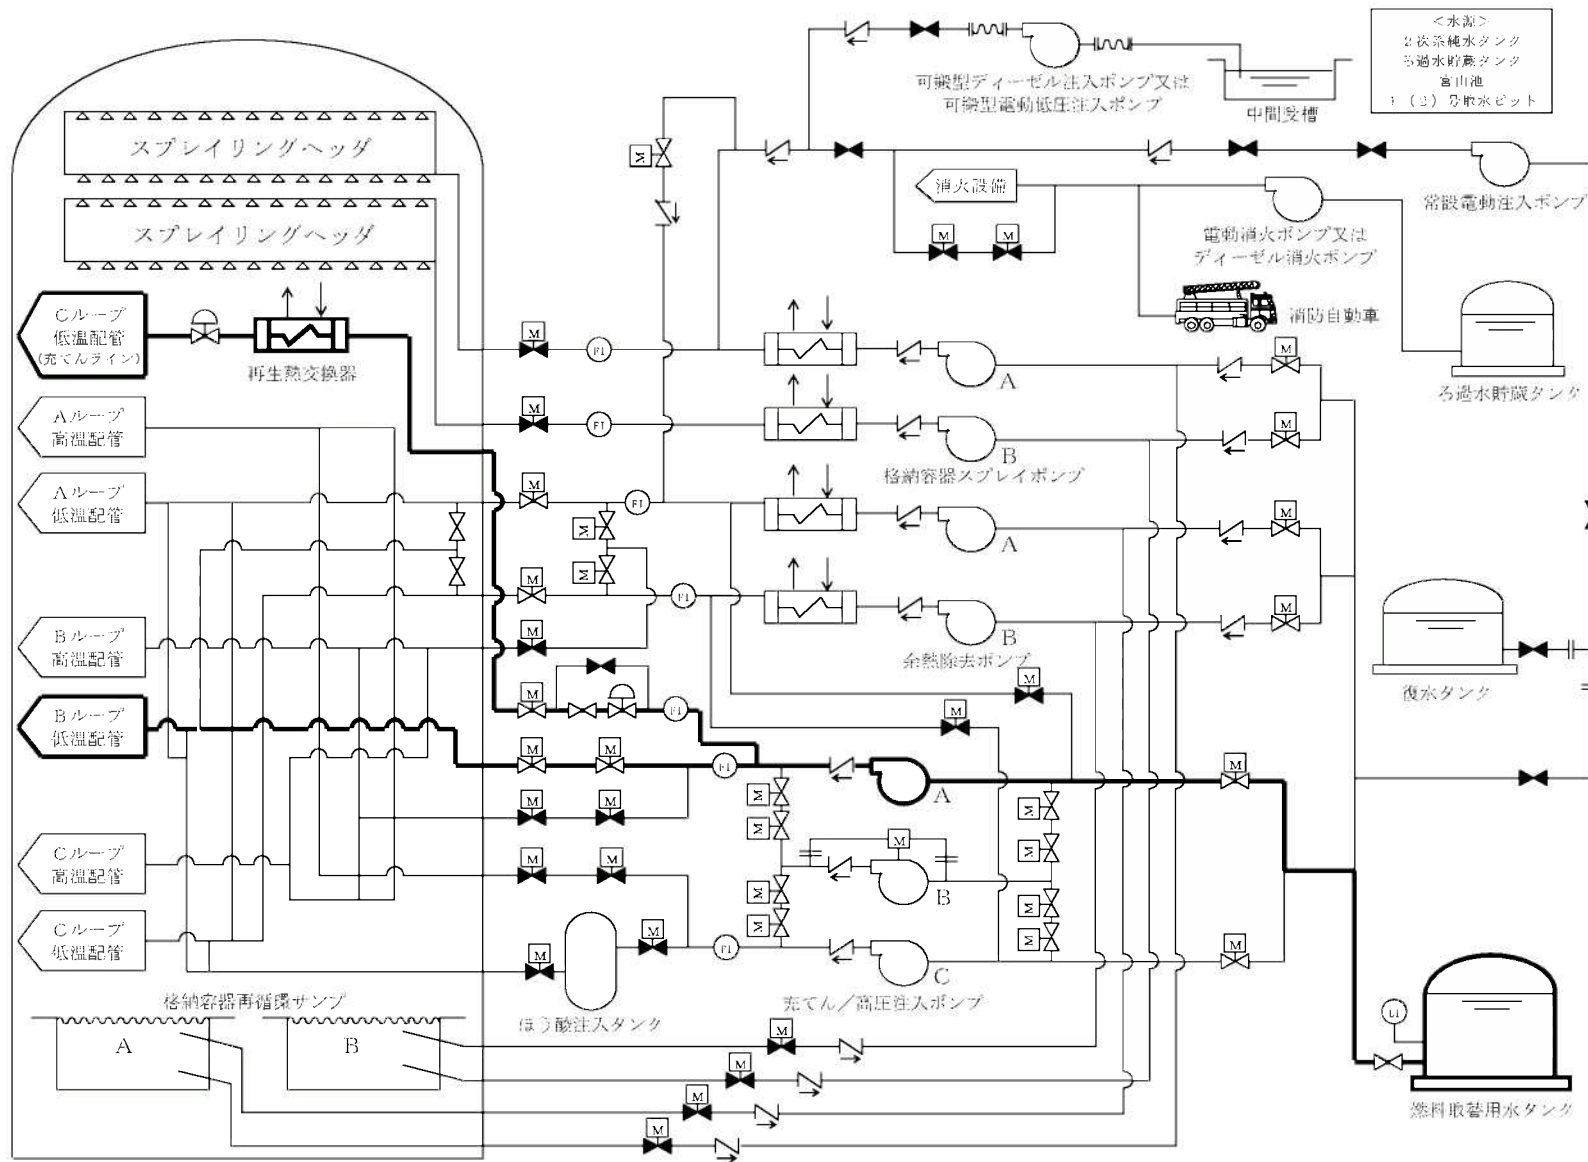 <水源>
2次系純水タンク
ろ過水貯蔵タンク
宮山池
1(2)号取水ピット
可搬型ディーゼル注入ポンプ又は
可搬型電動低圧注入ポンプ
中間受槽
スプレイリングヘッダ
M
消火設備
常設電動注入ポンプ
スプレイリングヘッダ
M
M
電動消火ポンプ又は
ディーゼル消火ポンプ
消防自動車
ろ過水貯蔵タンク
Cループ
低温配管
(充てんライン)
再生熱交換器
M
FI
A
M
Aループ
高温配管
M
FI
B
M
格納容器スプレイポンプ
Aループ
低温配管
M
FI
M
A
M
M
M
FI
B
M
余熱除去ポンプ
Bループ
高温配管
M
復水タンク
Bループ
低温配管
M
FI
M
M
M
M
FI
A
M
M
M
M
M
M
M
M
B
Cループ
高温配管
M
M
M
M
M
M
Cループ
低温配管
M
M
FI
C
M
ほう酸注入タンク
充てん/高圧注入ポンプ
格納容器再循環サンプ
A
B
M
M
M
M
LI
燃料取替用水タンク